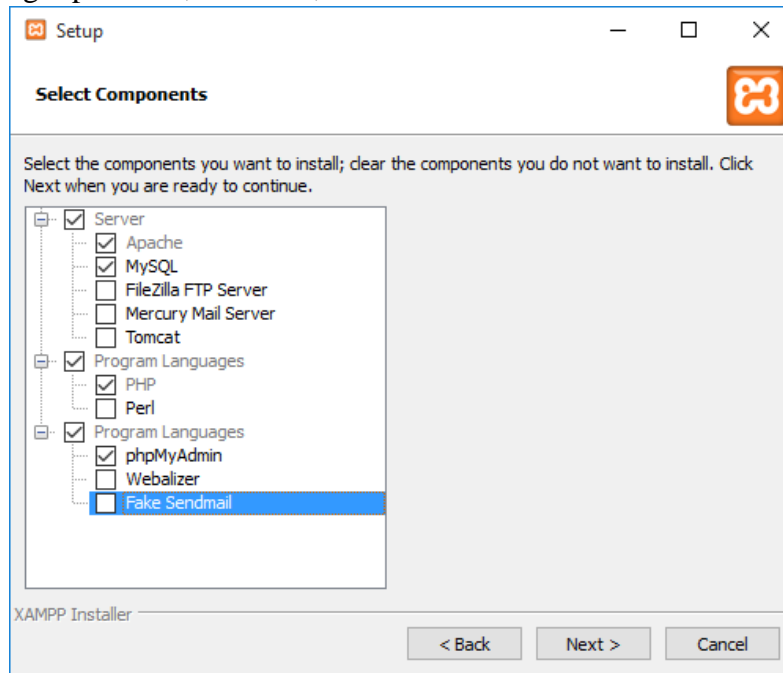 Setup
Select Components
Select the components you want to install; clear the components you do not want to install. Click
Next when you are ready to continue.
Server
Apache
MySQL
FileZilla FTP Server
Mercury Mail Server
Tomcat
Program Languages
PHP
Perl
Program Languages
phpMyAdmin
Webalizer
Fake Sendmail
XAMPP Installer
< Back Next > Cancel